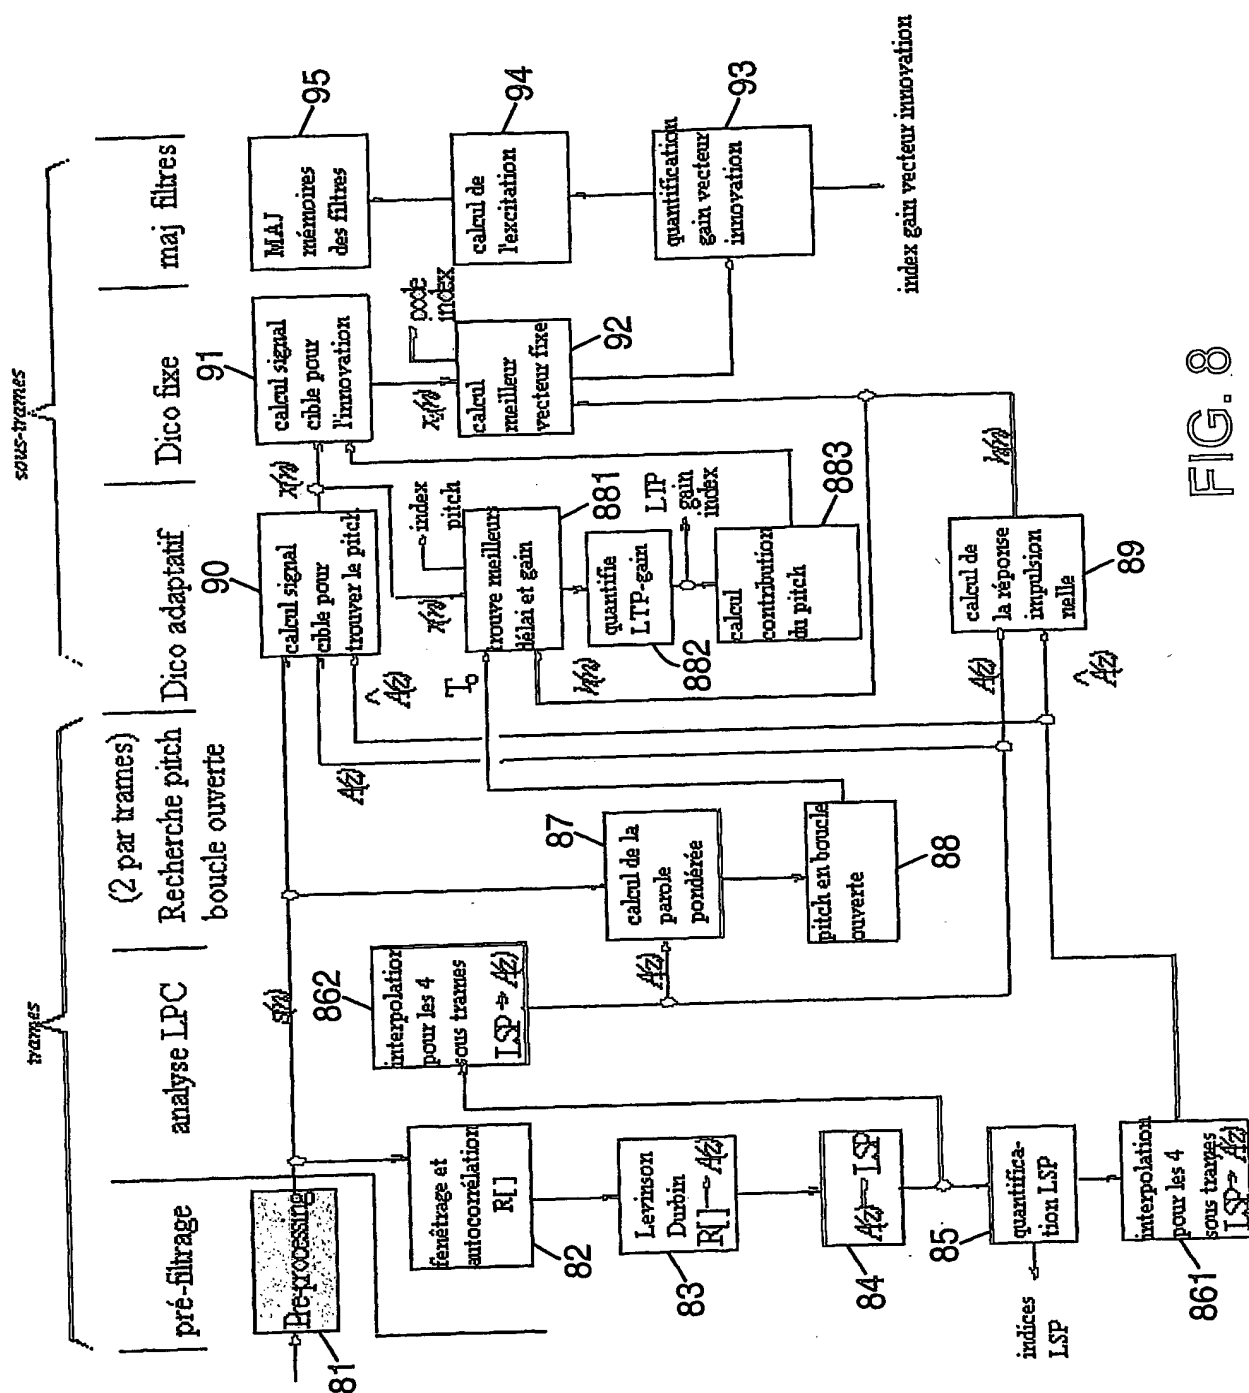 trames
sous-trames
pré-filtrage
analyse LPC
(2 par trames)
Recherche pitch
boucle ouverte
Dico adaptatif
Dico fixe
maj filtres
Pre-processing
81
s(n)
fenêtrage et
autocorrélation
R[]
82
Levinson
Durbin
R[] A(z)
83
A(z) LSP
84
quantifica-
tion LSP
85
indices
LSP
interpolation
pour les 4
sous trames
LSP A(z)
861
interpolation
pour les 4
sous trames
LSP A(z)
862
A(z)
calcul de la
parole
pondérée
87
pitch en boucle
ouverte
88
A(z)
Â(z)
T₀
calcul signal
cible pour
trouver le pitch
90
x(n)
x(n)
index
pitch
trouve meilleurs
délai et gain
881
h(n)
quantifie
LTP-gain
882
LTP
gain
index
calcul
contribution
du pitch
883
A(z)
Â(z)
calcul de
la réponse
impulsion
nelle
89
h(n)
calcul signal
cible pour
l'innovation
91
x₂(n)
code
index
calcul
meilleur
vecteur fixe
92
MAJ
mémoires
des filtres
95
calcul de
l'excitation
94
quantification
gain vecteur
innovation
93
index gain vecteur innovation
FIG. 8